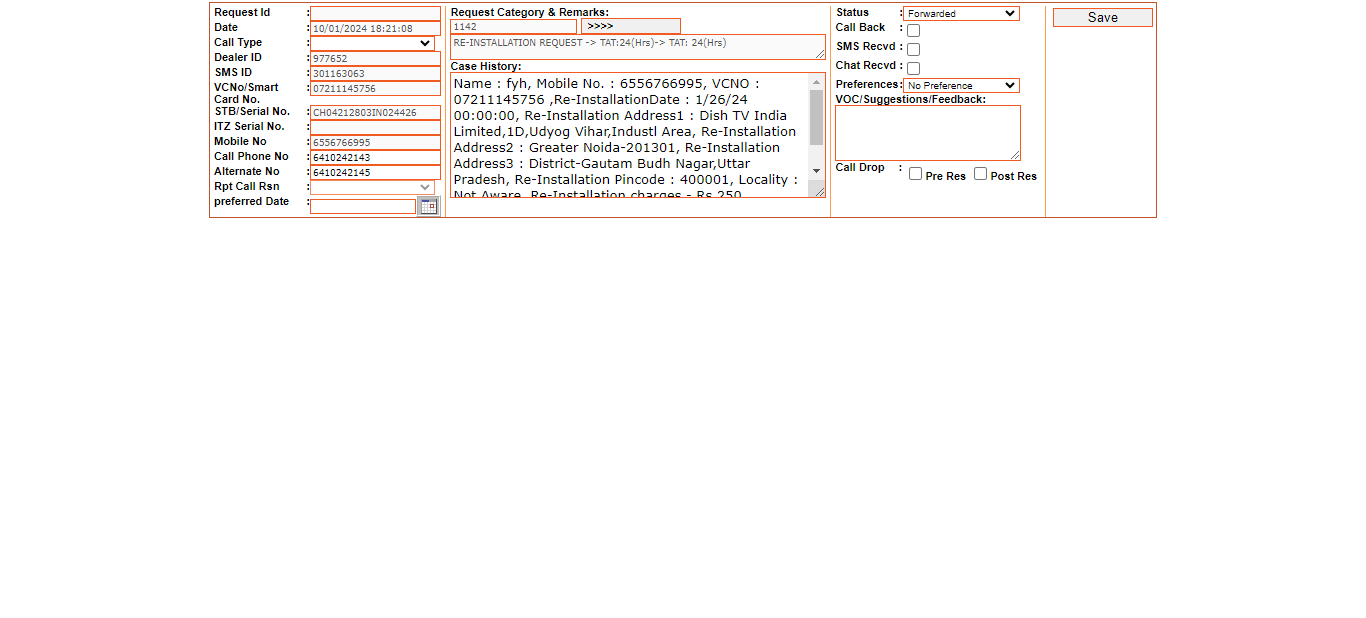 Request Id :
Date : 10/01/2024 18:21:08
Call Type :
Dealer ID : 977652
SMS ID : 301163063
VCNo/Smart : 07211145756
Card No.
STB/Serial No. : CH04212803IN024426
ITZ Serial No. :
Mobile No : 6556766995
Call Phone No : 6410242143
Alternate No : 6410242145
Rpt Call Rsn :
preferred Date :
Request Category & Remarks:
1142 >>>>
RE-INSTALLATION REQUEST -> TAT:24(Hrs)-> TAT: 24(Hrs)
Case History:
Name : fyh, Mobile No. : 6556766995, VCNO :
07211145756 ,Re-InstallationDate : 1/26/24
00:00:00, Re-Installation Address1 : Dish TV India
Limited,1D,Udyog Vihar,Industl Area, Re-Installation
Address2 : Greater Noida-201301, Re-Installation
Address3 : District-Gautam Budh Nagar,Uttar
Pradesh, Re-Installation Pincode : 400001, Locality :
Not Aware, Re-Installation charges - Rs 250
Status : Forwarded
Call Back :
SMS Recvd :
Chat Recvd :
Preferences: No Preference
VOC/Suggestions/Feedback:
Call Drop : Pre Res Post Res
Save